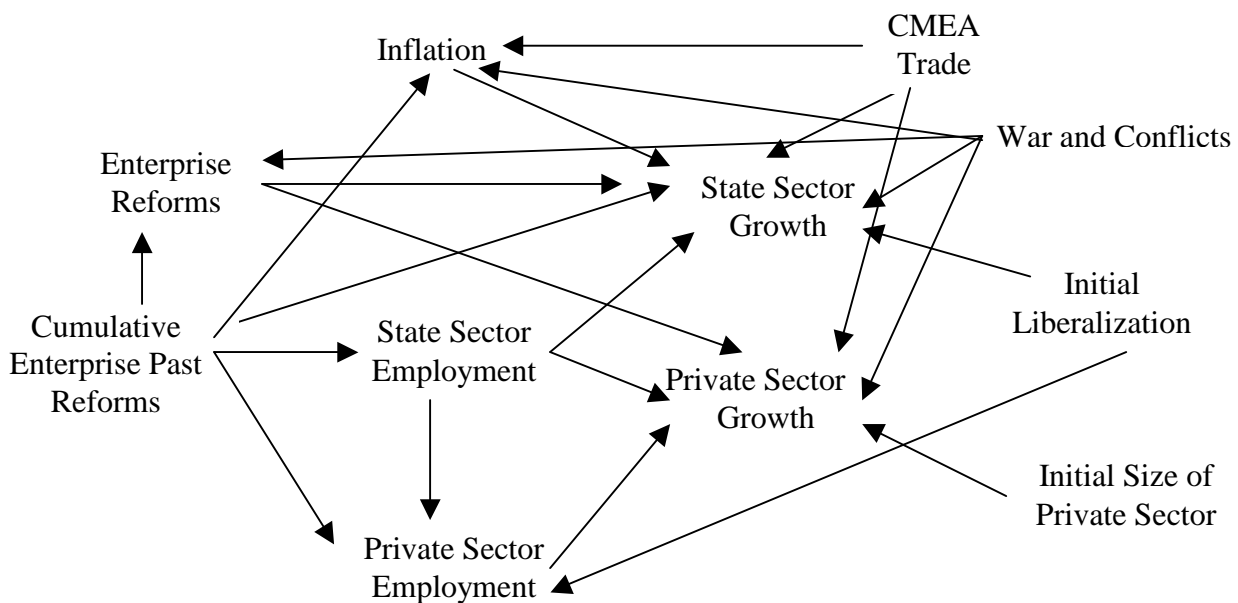 CMEA
Trade
Inflation
War and Conflicts
Enterprise
Reforms
State Sector
Growth
Initial
Liberalization
Cumulative
Enterprise Past
Reforms
State Sector
Employment
Private Sector
Growth
Initial Size of
Private Sector
Private Sector
Employment